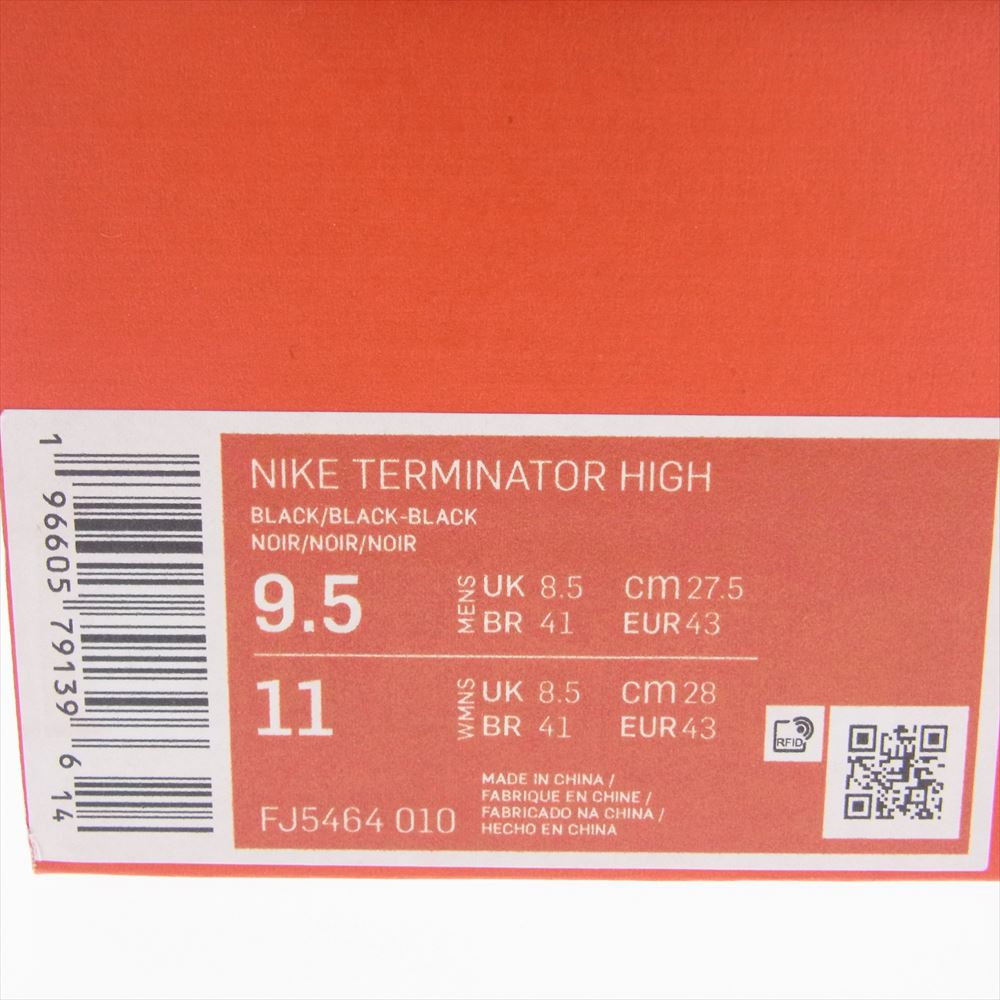 1 96605 79139 6 14
NIKE TERMINATOR HIGH
BLACK/BLACK-BLACK
NOIR/NOIR/NOIR
9.5 MENS UK 8.5 cm 27.5
BR 41 EUR 43
11 WMNS UK 8.5 cm 28
BR 41 EUR 43
RFID
FJ5464 010
MADE IN CHINA /
FABRIQUE EN CHINE /
FABRICADO NA CHINA /
HECHO EN CHINA